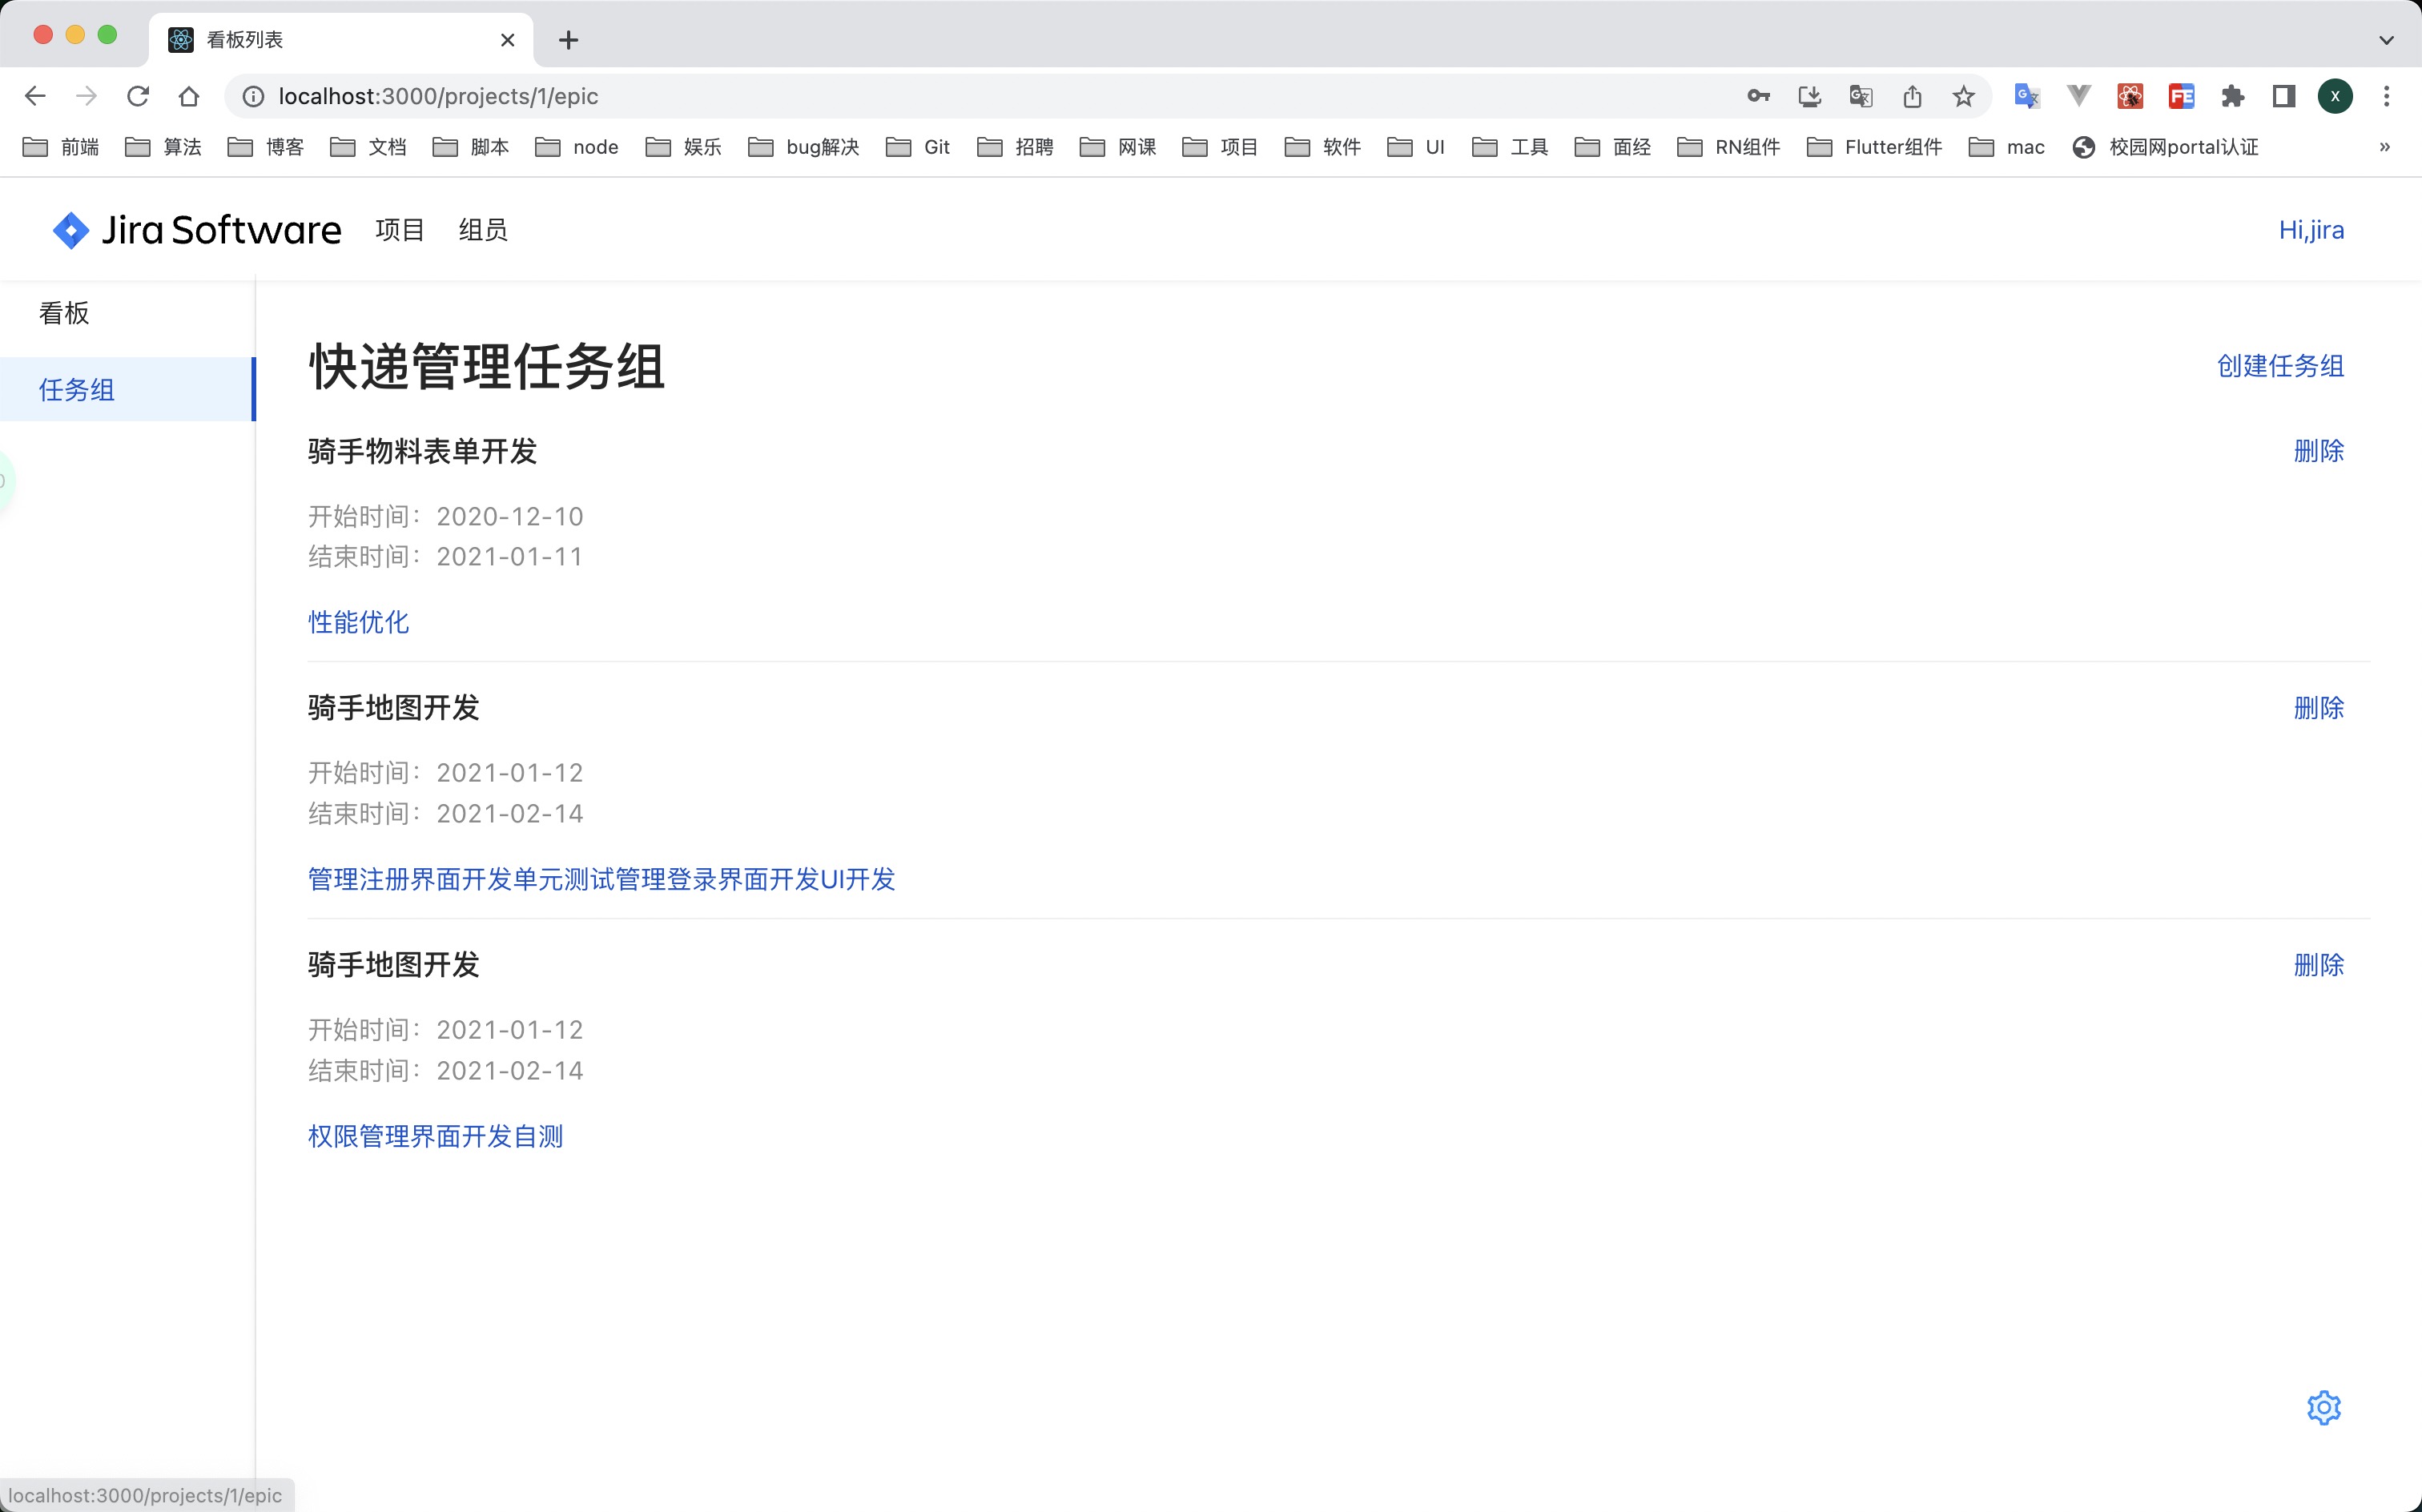 看板列表
localhost:3000/projects/1/epic
前端 算法 博客 文档 脚本 node 娱乐 bug解决 Git 招聘 网课 项目 软件 UI 工具 面经 RN组件 Flutter组件 mac 校园网portal认证 »
Jira Software 项目 组员 Hi,jira
看板
任务组
快递管理任务组 创建任务组
骑手物料表单开发 删除
开始时间：2020-12-10
结束时间：2021-01-11
性能优化
骑手地图开发 删除
开始时间：2021-01-12
结束时间：2021-02-14
管理注册界面开发单元测试管理登录界面开发UI开发
骑手地图开发 删除
开始时间：2021-01-12
结束时间：2021-02-14
权限管理界面开发自测
localhost:3000/projects/1/epic